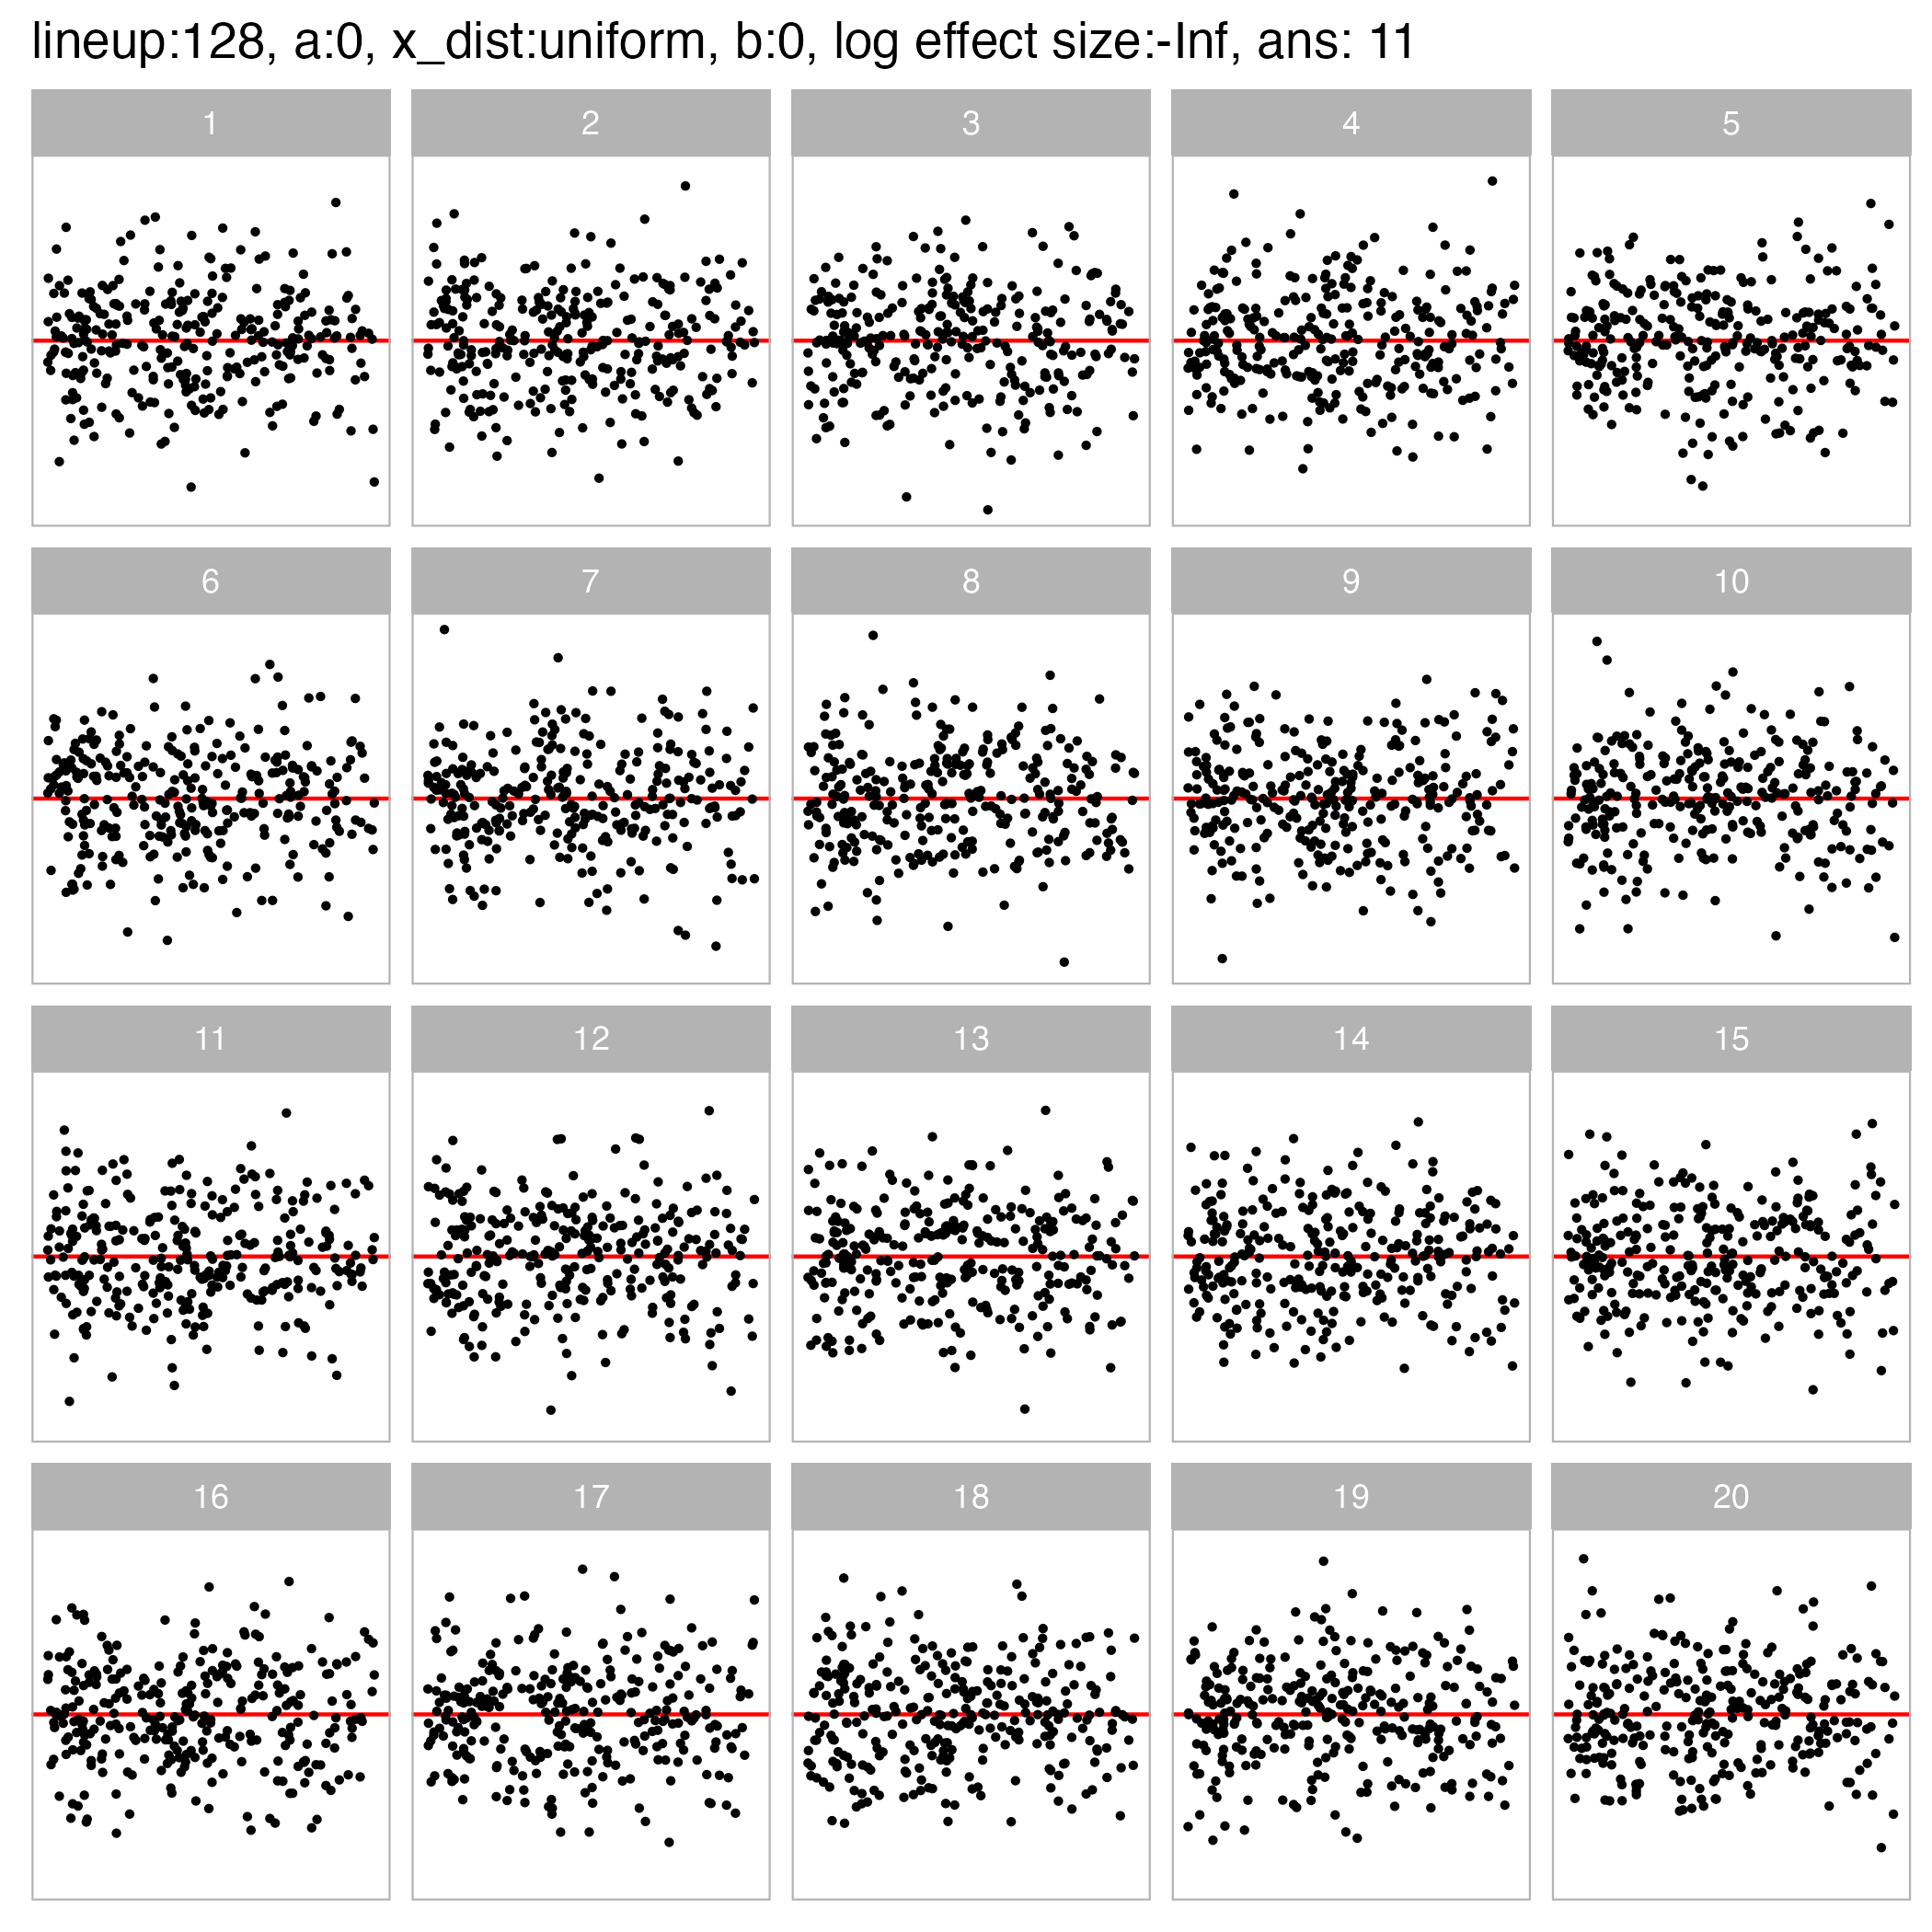 lineup:128, a:0, x_dist:uniform, b:0, log effect size:-Inf, ans: 11
1 2 3 4 5
6 7 8 9 10
11 12 13 14 15
16 17 18 19 20